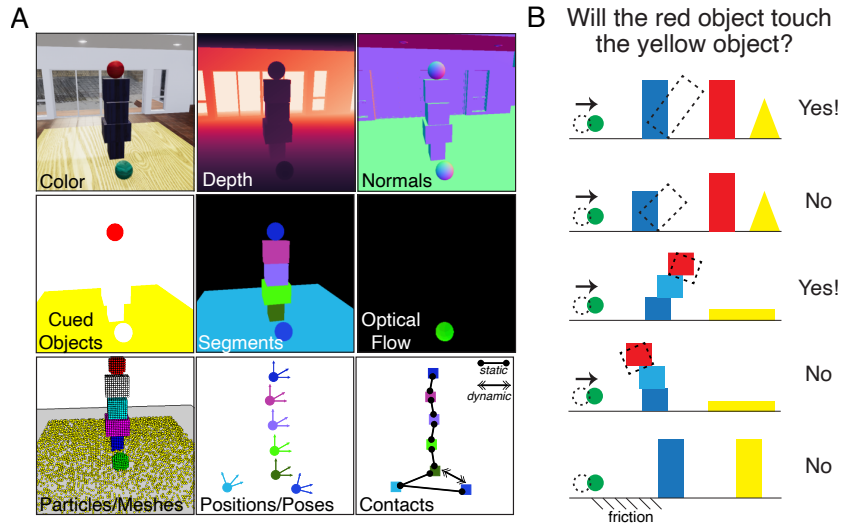 A
Color
Depth
Normals
Cued
Objects
Segments
Optical
Flow
Particles/Meshes
Positions/Poses
static
dynamic
Contacts
B
Will the red object touch
the yellow object?
Yes!
No
Yes!
No
No
friction